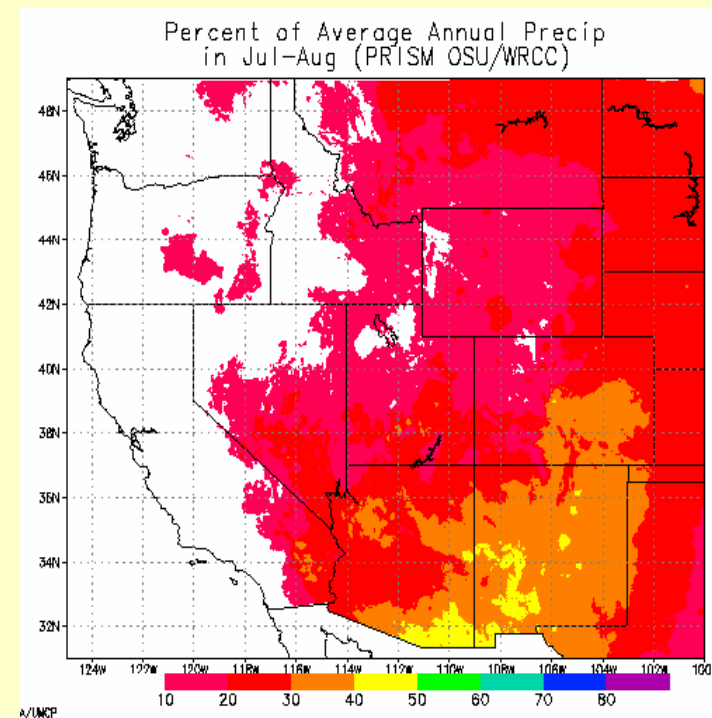 Percent of Average Annual Precip
in Jul-Aug (PRISM OSU/WRCC)
48N
46N
44N
42N
40N
38N
36N
34N
32N
124W 122W 120W 118W 116W 114W 112W 110W 108W 106W 104W 102W 100
10 20 30 40 50 60 70 80
A/UMCP